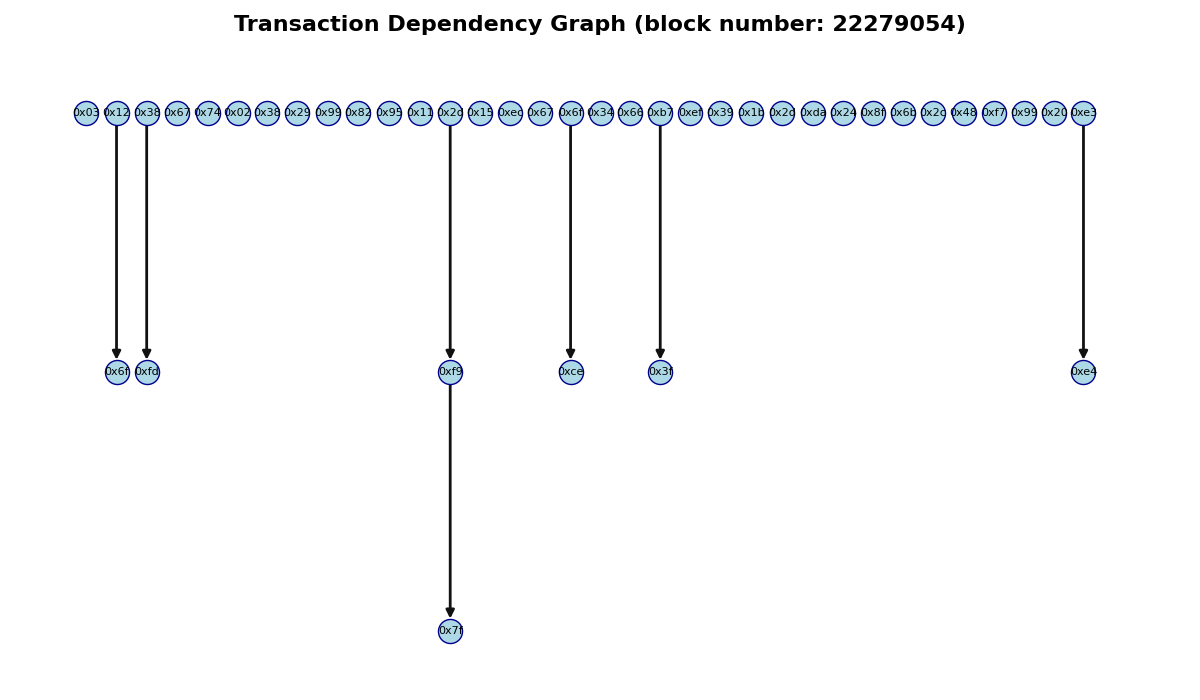 Transaction Dependency Graph (block number: 22279054)
0x03 0x12 0x38 0x67 0x74 0x02 0x38 0x29 0x99 0x82 0x95 0x11 0x2d 0x15 0xec 0x67 0x6f 0x34 0x66 0xb7 0xef 0x39 0x1b 0x2d 0xda 0x24 0x8f 0x6b 0x2c 0x48 0xf7 0x99 0x20 0xe3
0x6f 0xfd 0xf9 0xce 0x3f 0xe4
0x7f